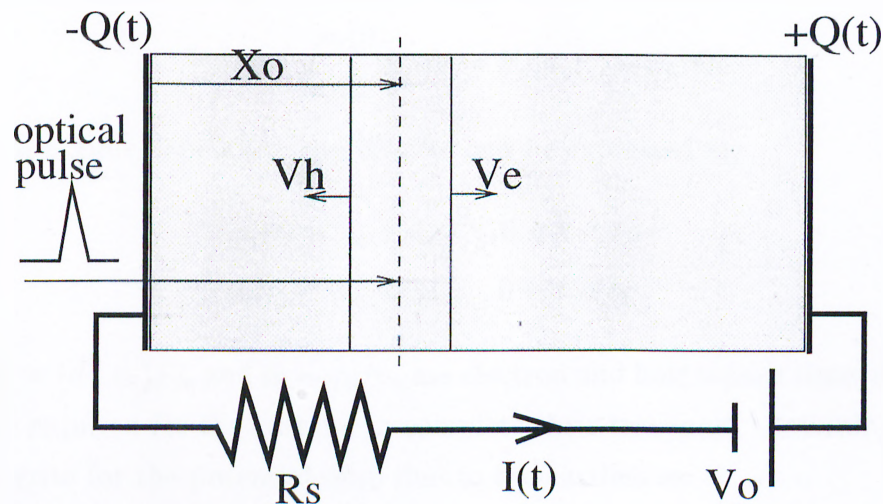 -Q(t)
+Q(t)
Xo
optical
pulse
Vh
Ve
Rs
I(t)
Vo